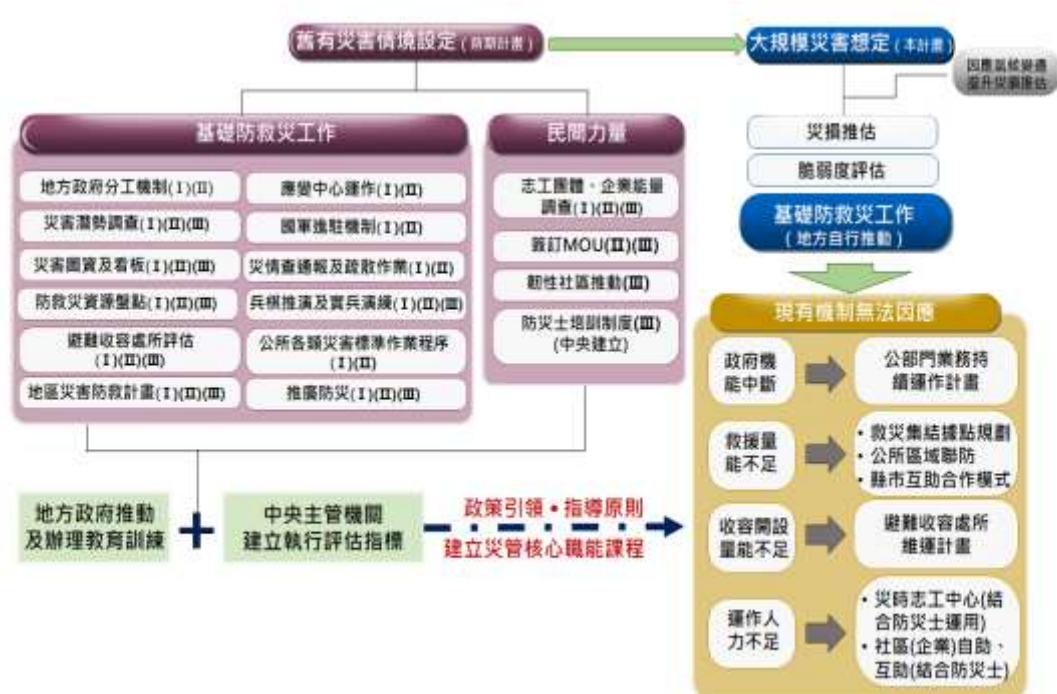 舊有災害情境設定(前期計畫)
大規模災害想定(本計畫)
因應氣候變遷
提升災損推估
基礎防救災工作
地方政府分工機制(I)(II)
災害潛勢調查(I)(II)(III)
災害圖資及看板(I)(II)(III)
防救災資源盤點(I)(II)(III)
避難收容處所評估
(I)(II)(III)
地區災害防救計畫(I)(II)(III)
應變中心運作(I)(II)
國軍進駐機制(I)(II)
災情查通報及疏散作業(I)(II)
兵棋推演及實兵演練(I)(II)(III)
公所各類災害標準作業程序
(I)(II)
推廣防災(I)(II)(III)
民間力量
志工團體、企業能量
調查(I)(II)(III)
簽訂MOU(II)(III)
韌性社區推動(III)
防災士培訓制度(III)
(中央建立)
災損推估
脆弱度評估
基礎防救災工作
(地方自行推動)
現有機制無法因應
政府機
能中斷
公部門業務持
續運作計畫
救援量
能不足
• 救災集結據點規劃
• 公所區域聯防
• 縣市互助合作模式
收容開設
量能不足
避難收容處所
維運計畫
運作人
力不足
• 災時志工中心(結
合防災士運用)
• 社區(企業)自助、
互助(結合防災士)
地方政府推動
及辦理教育訓練
中央主管機關
建立執行評估指標
政策引領•指導原則
建立災管核心職能課程